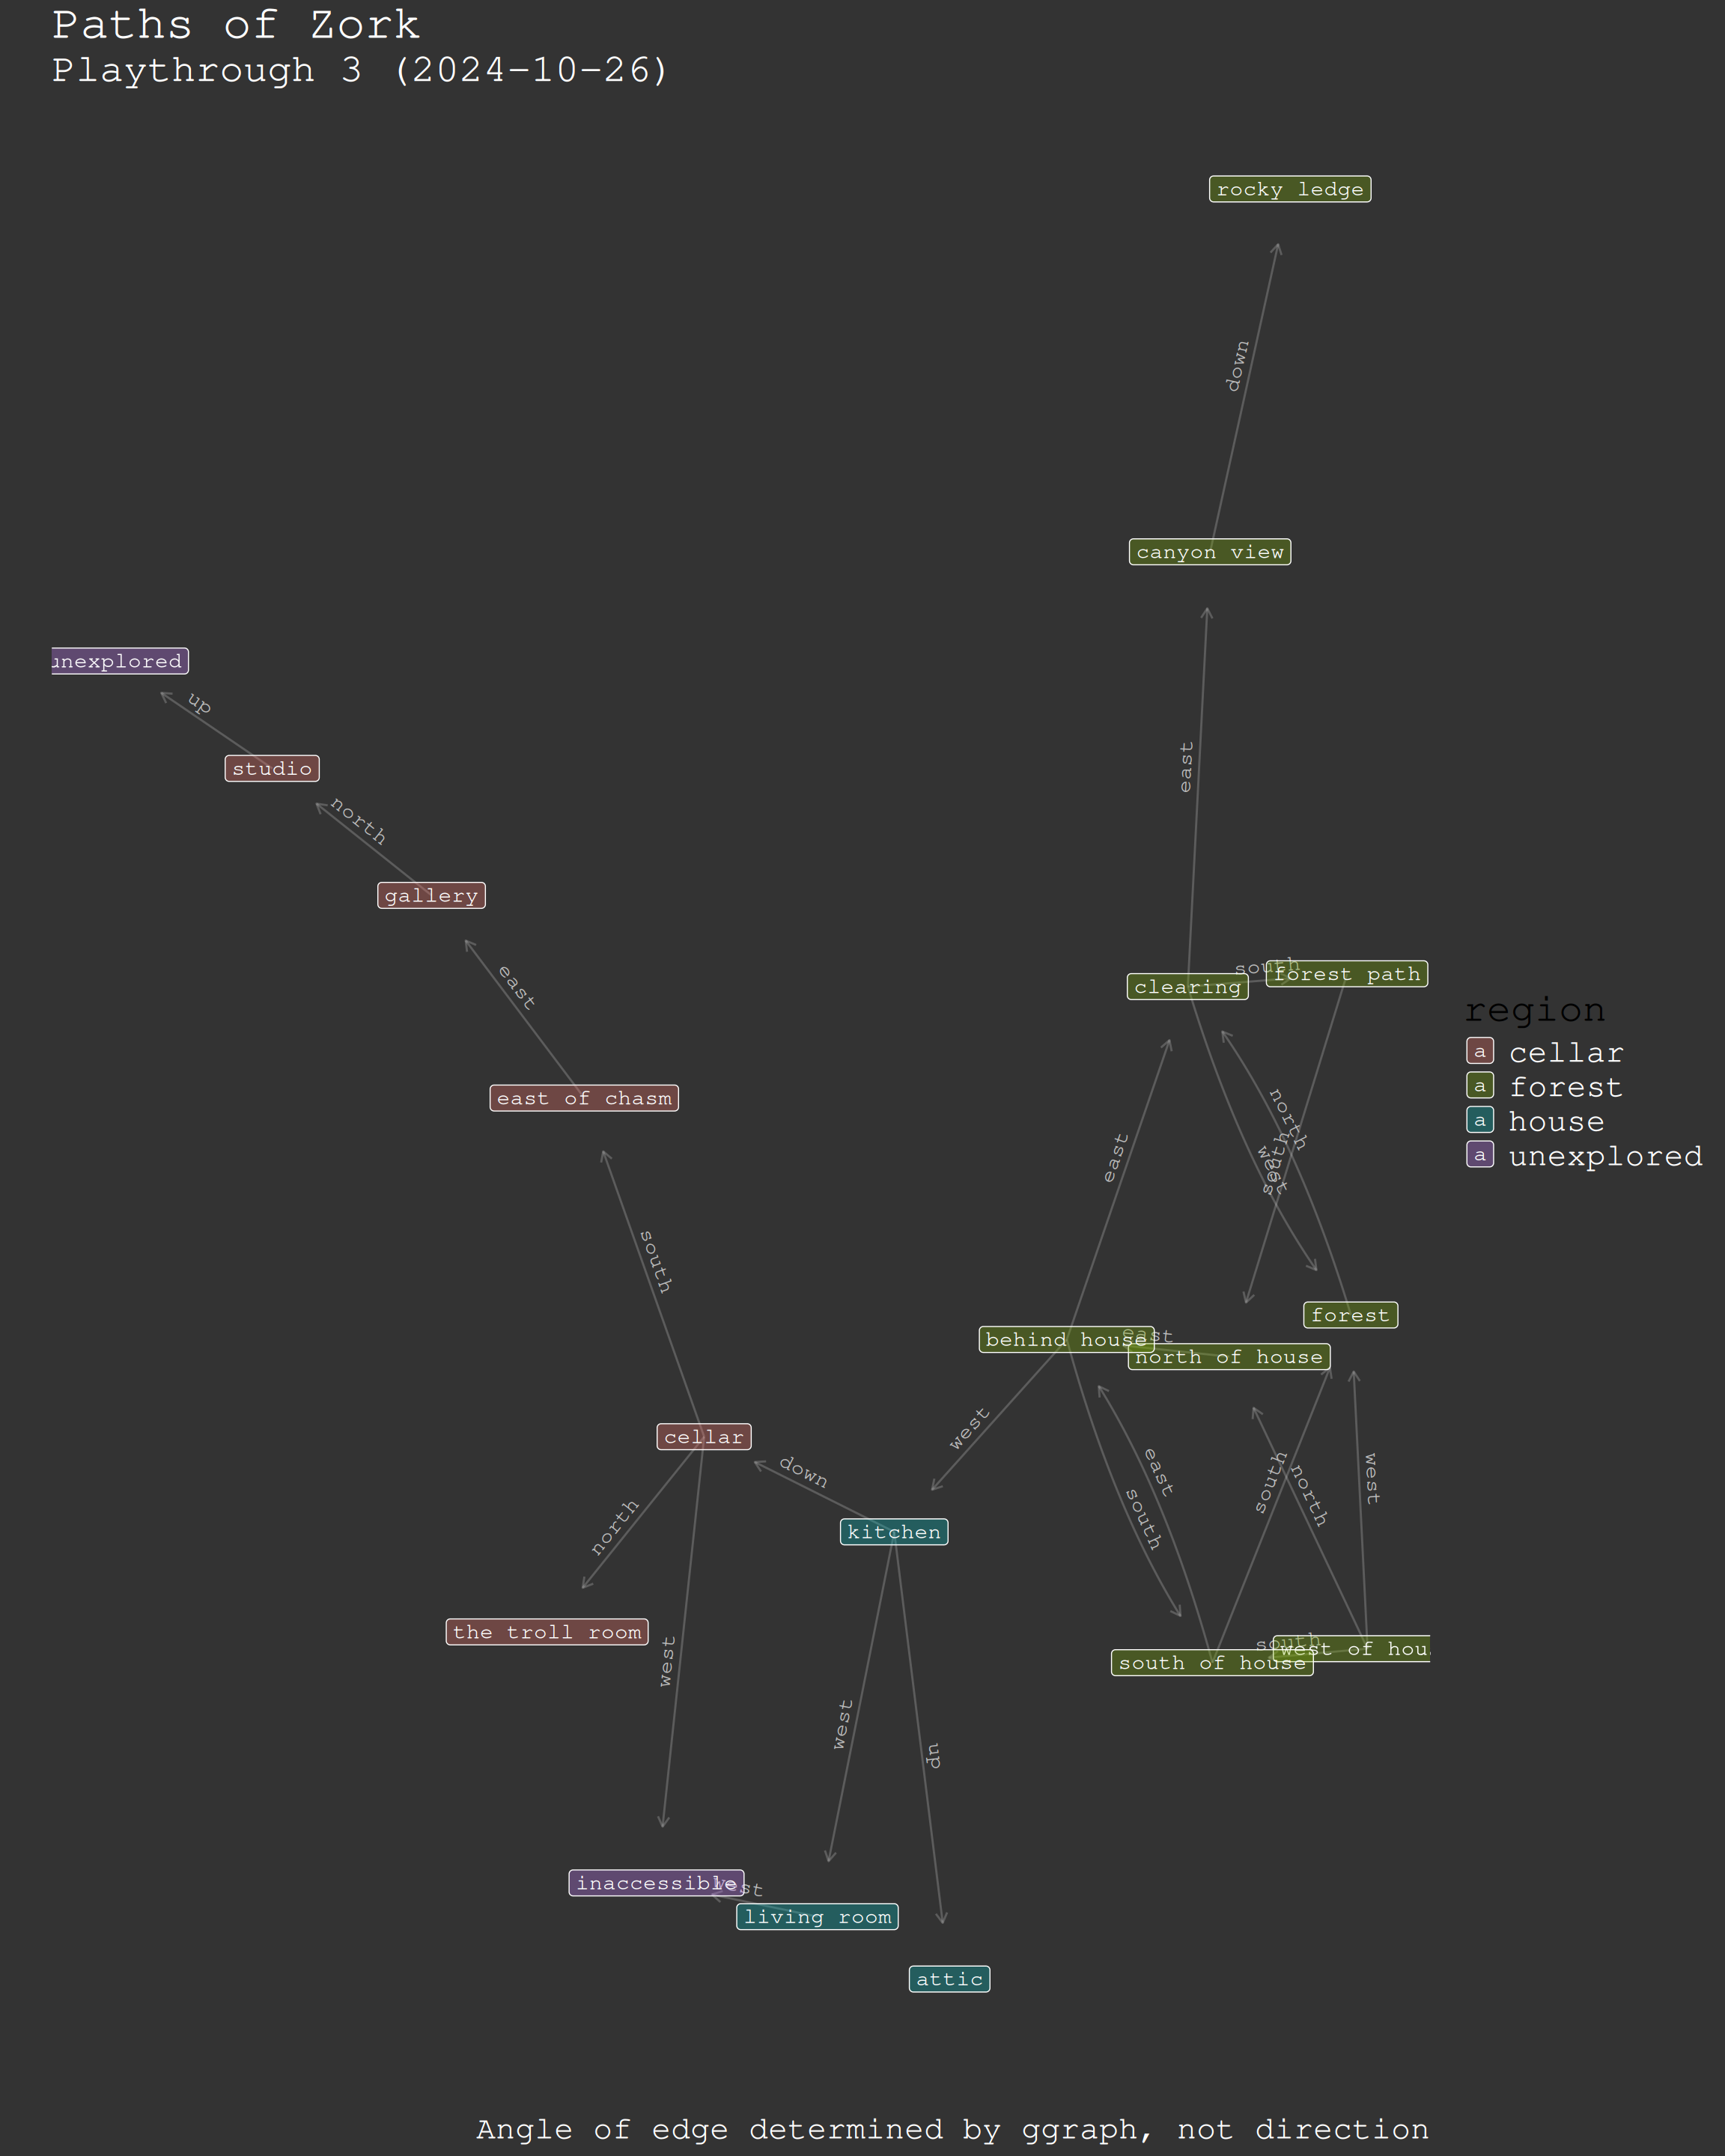 Paths of Zork
Playthrough 3 (2024-10-26)
rocky ledge
down
canyon view
unexplored
up
studio
east
north
gallery
south
forest path
clearing
east
region
a cellar
a forest
a house
a unexplored
east of chasm
north
east
south
west
south
forest
east
behind house
north of house
west
cellar
down
east
south
west
south
north
north
kitchen
the troll room
south
west of hou
south of house
west
west
up
inaccessible
west
living room
attic
Angle of edge determined by ggraph, not direction